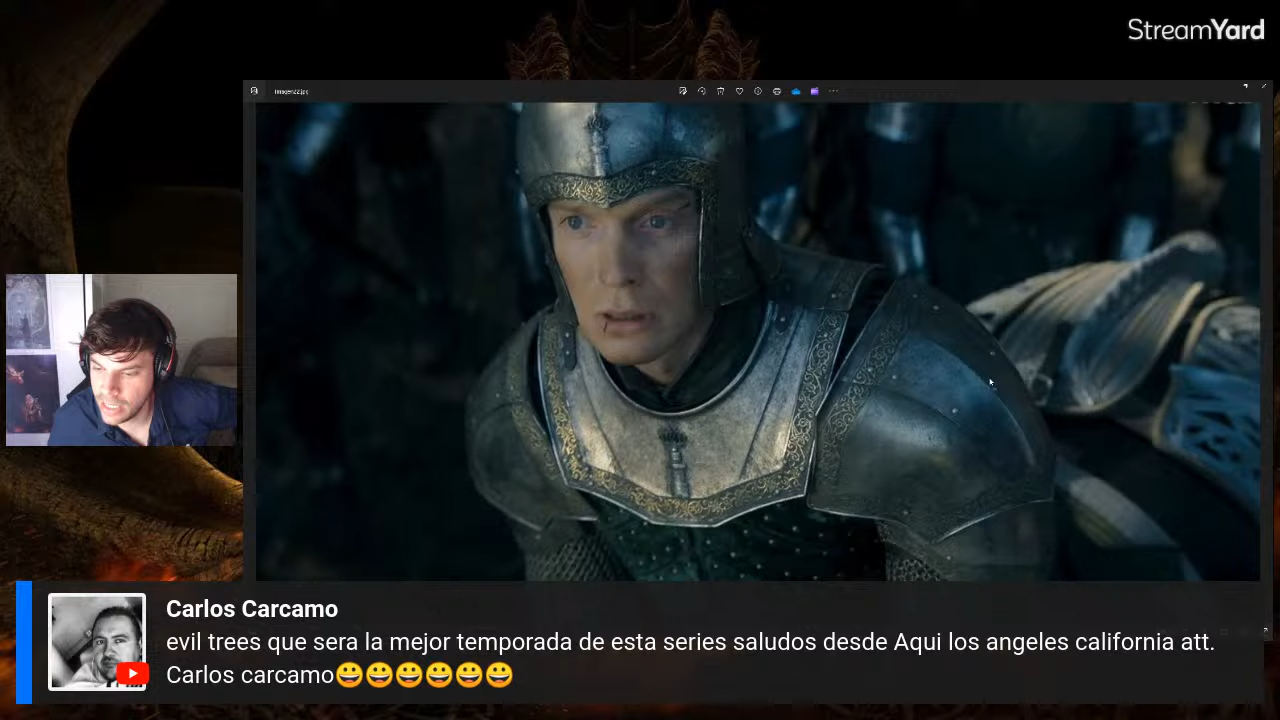 StreamYard
Carlos Carcamo
evil trees que sera la mejor temporada de esta series saludos desde Aqui los angeles california att.
Carlos carcamo😀😀😀😀😀😀